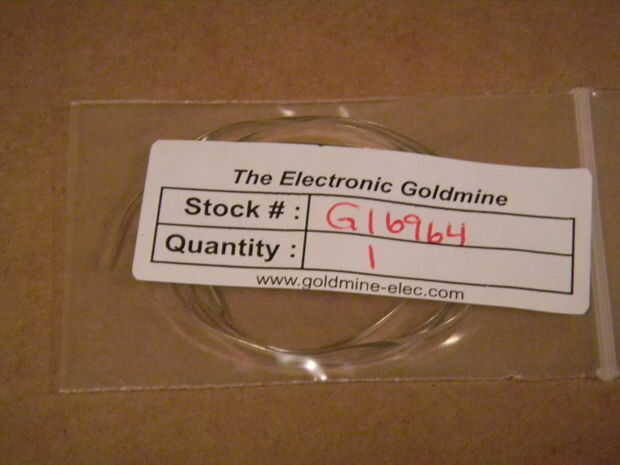 The Electronic Goldmine
Stock # : G16964
Quantity : 1
www.goldmine-elec.com